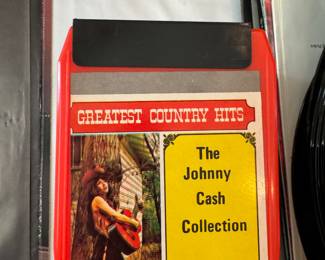 GREATEST COUNTRY HITS
The
Johnny
Cash
Collection